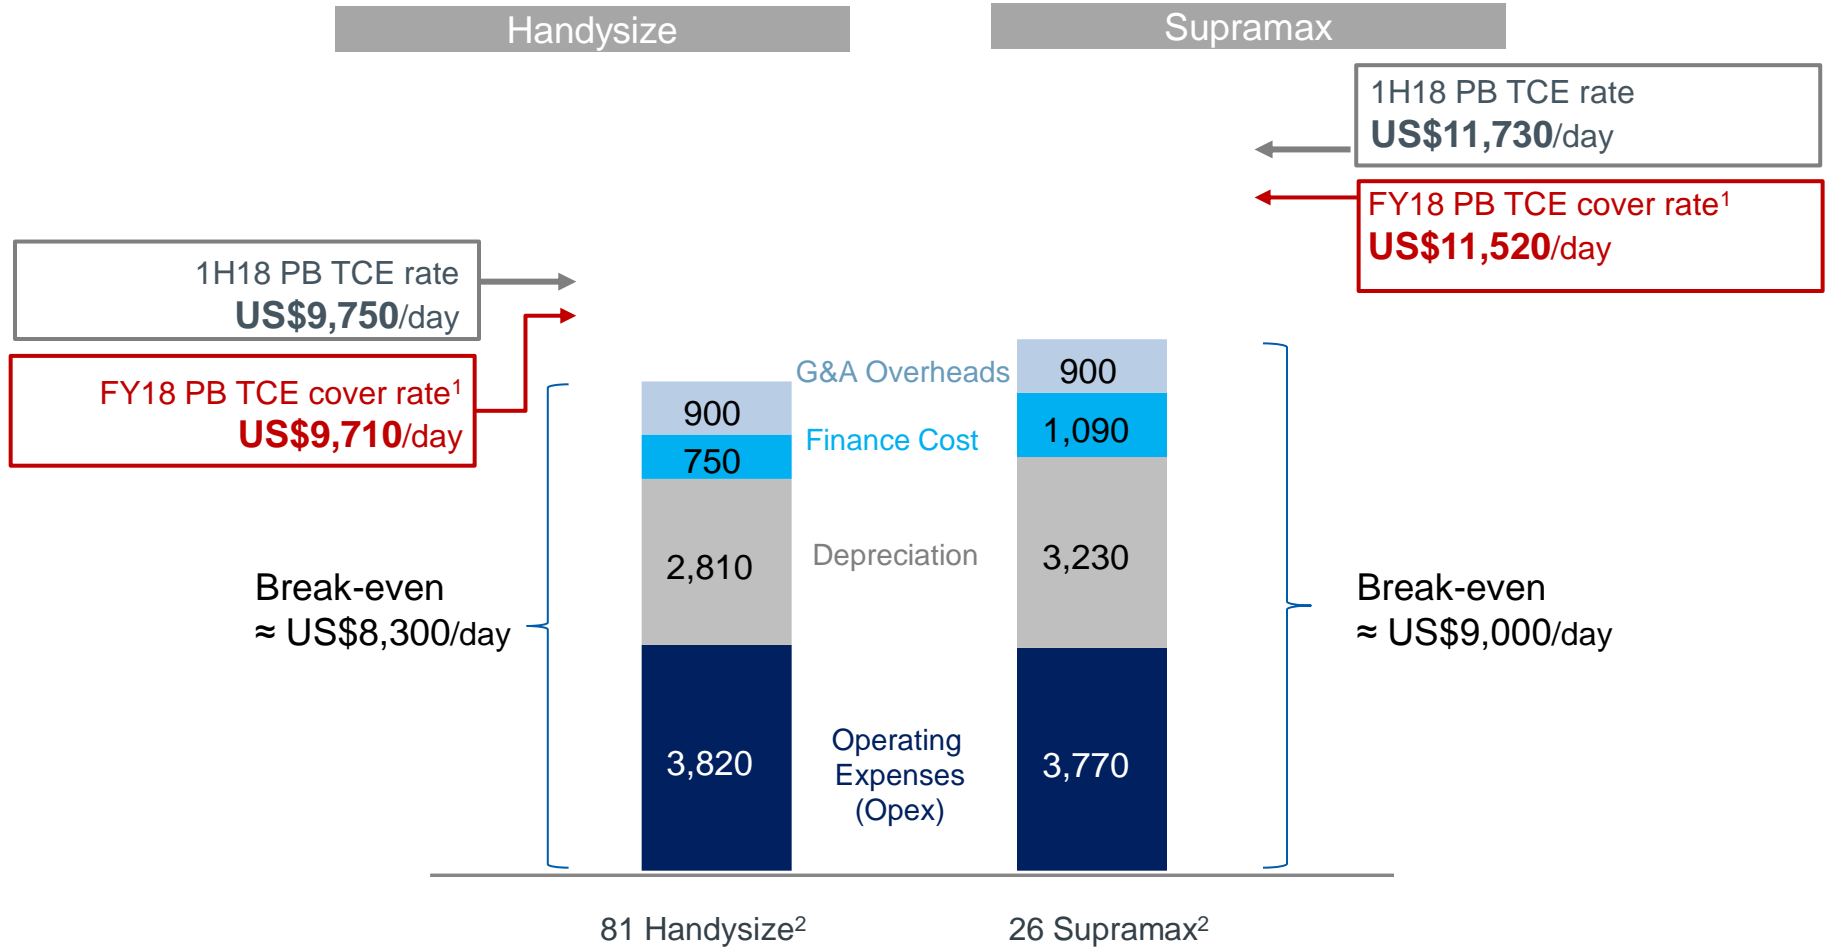 Handysize
Supramax
1H18 PB TCE rate
US$11,730/day
FY18 PB TCE cover rate¹
US$11,520/day
1H18 PB TCE rate
US$9,750/day
FY18 PB TCE cover rate¹
US$9,710/day
G&A Overheads
900
900
Finance Cost
750
1,090
Depreciation
2,810
3,230
Break-even
≈ US$8,300/day
Break-even
≈ US$9,000/day
Operating
Expenses
(Opex)
3,820
3,770
81 Handysize²
26 Supramax²